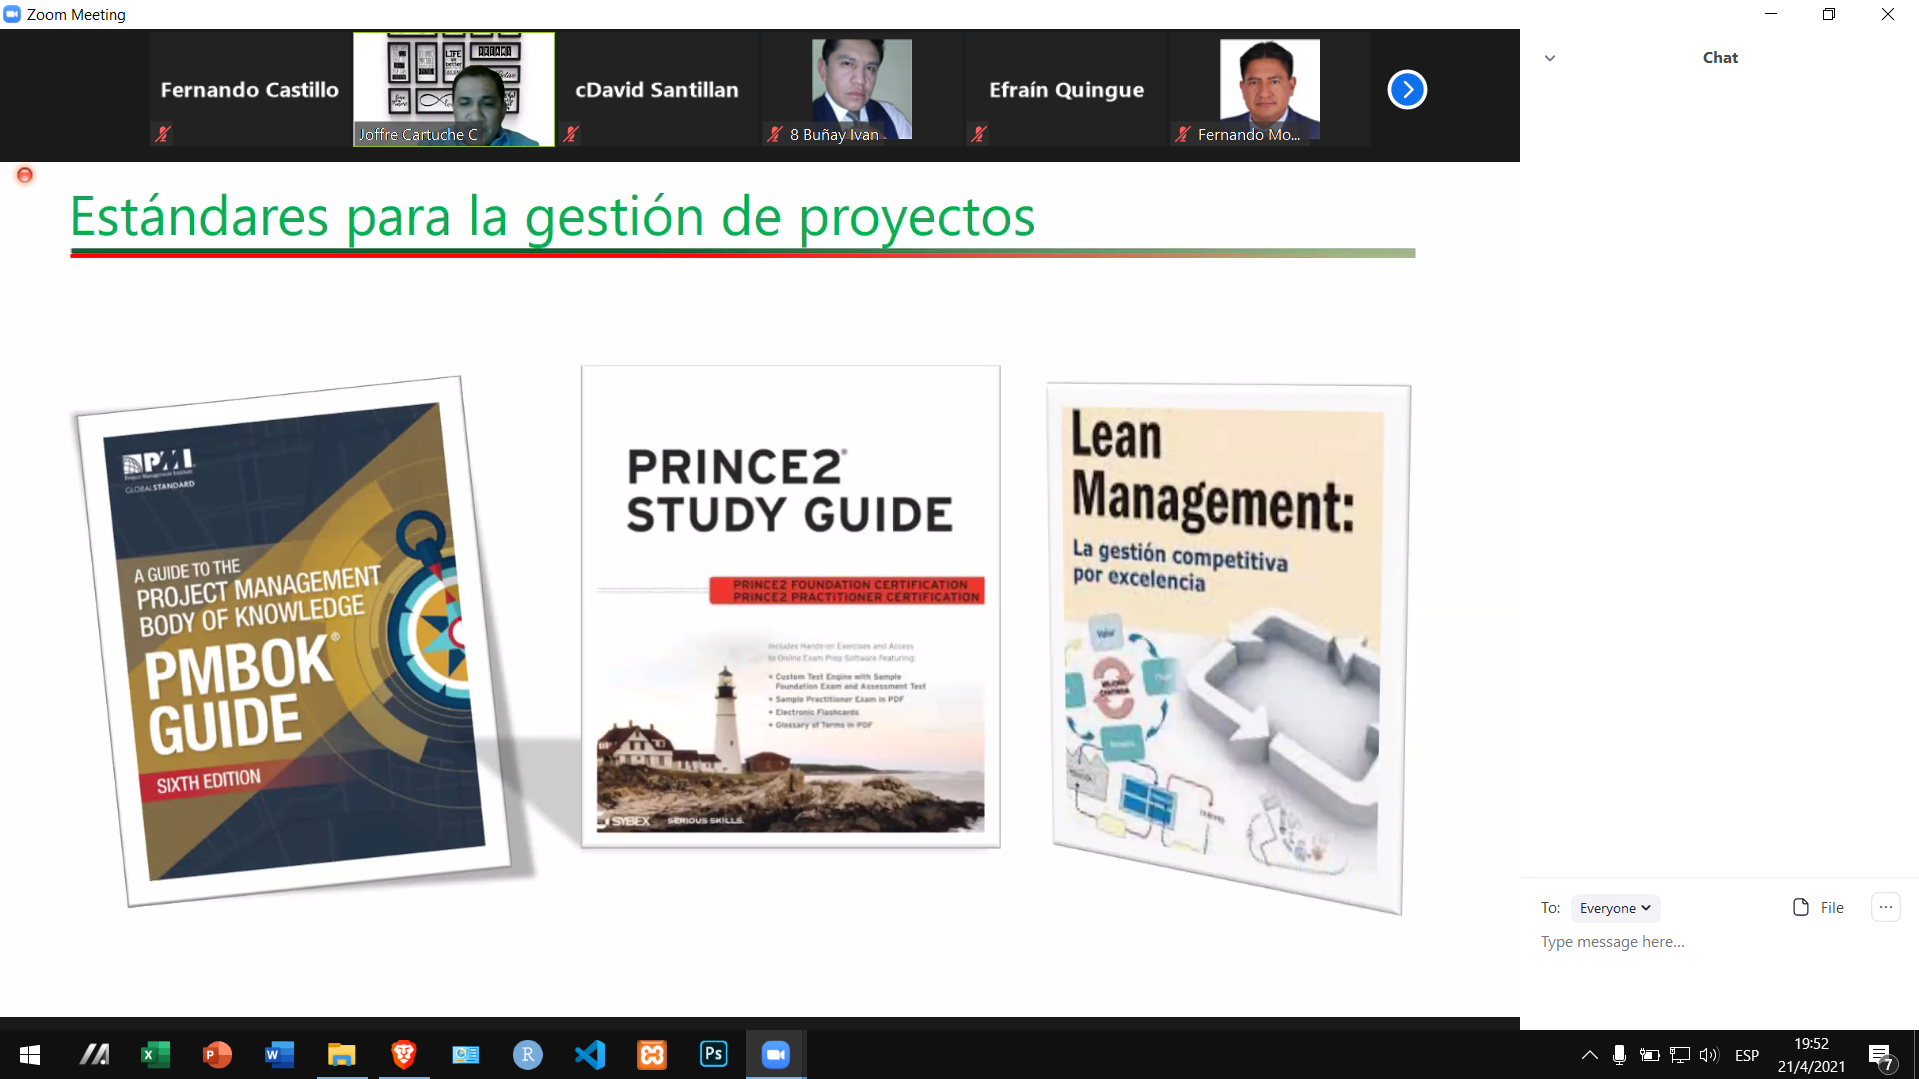 Zoom Meeting
Fernando Castillo
Joffre Cartuche C
cDavid Santillan
8 Buñay Ivan
Efraín Quingue
Fernando Mo...
Chat
Estándares para la gestión de proyectos
PMI
Project Management Institute
GLOBAL STANDARD
A GUIDE TO THE
PROJECT MANAGEMENT
BODY OF KNOWLEDGE
PMBOK®
GUIDE
SIXTH EDITION
PRINCE2®
STUDY GUIDE
PRINCE2 FOUNDATION CERTIFICATION
PRINCE2 PRACTITIONER CERTIFICATION
Includes Hands-on Exercises and Access
to Online Exam Prep Software Featuring:
• Custom Test Engine with Sample
Foundation Exam and Assessment Test
• Sample Practitioner Exam in PDF
• Electronic Flashcards
• Glossary of Terms in PDF
SYBEX
SERIOUS SKILLS.
Lean
Management:
La gestión competitiva
por excelencia
Valor
To:
Everyone
File
Type message here...
ESP
19:52
21/4/2021
7